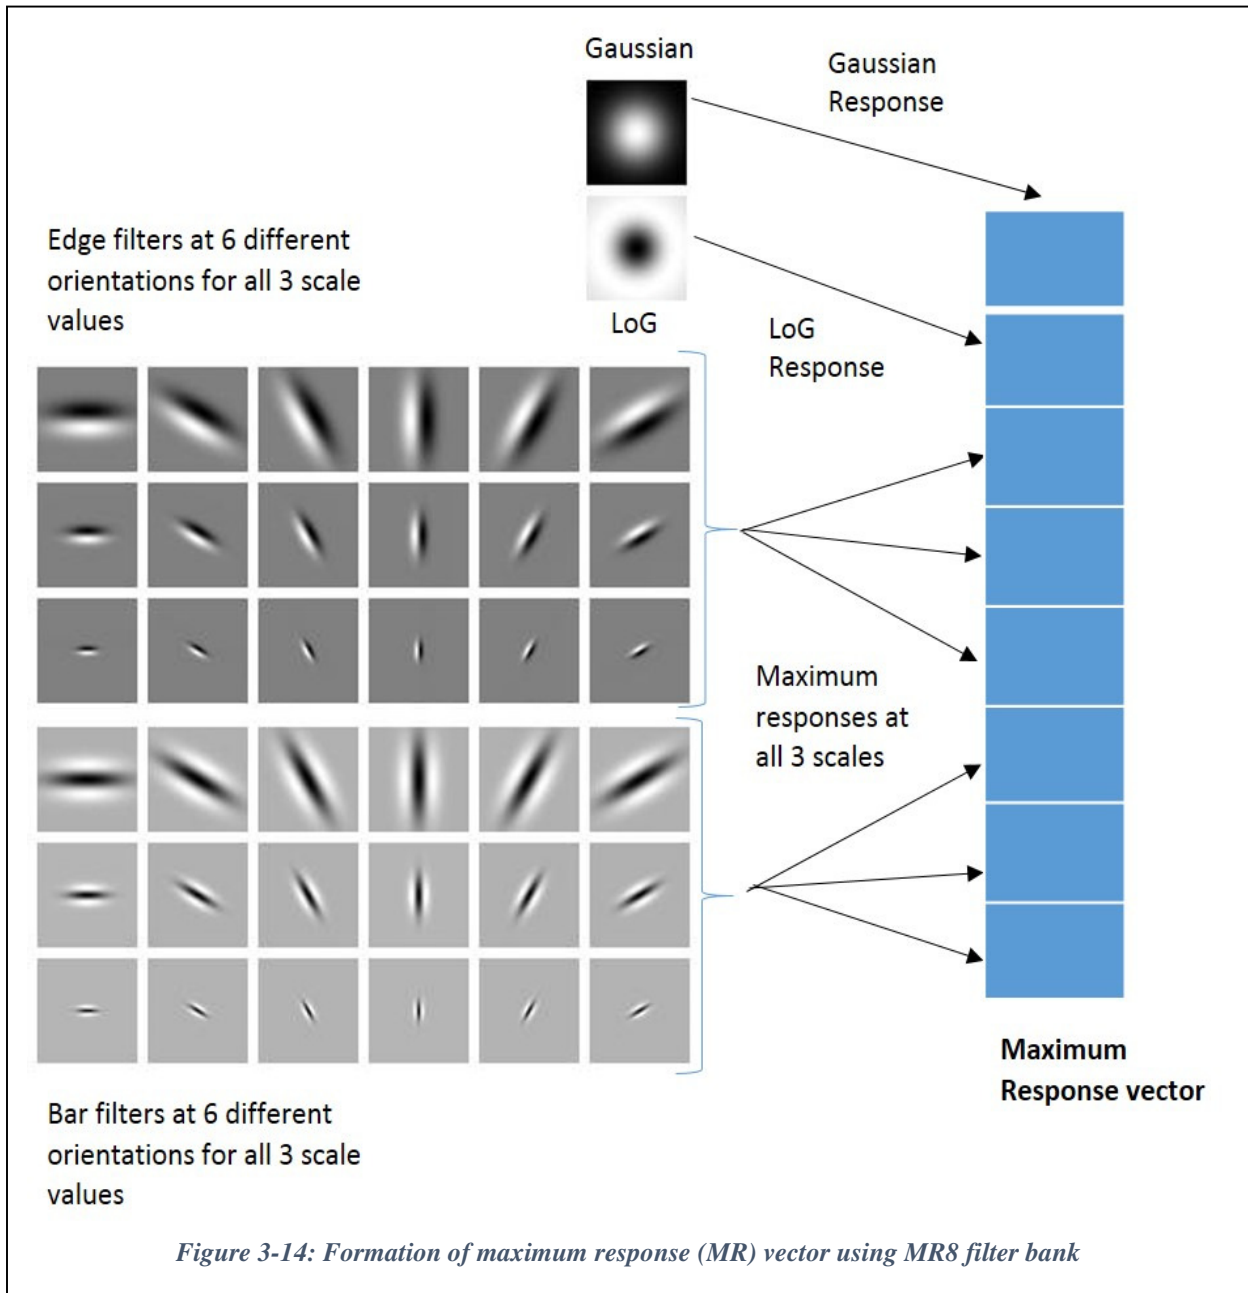 Gaussian
Gaussian
Response
Edge filters at 6 different
orientations for all 3 scale
values
LoG
LoG
Response
Maximum
responses at
all 3 scales
Maximum
Response vector
Bar filters at 6 different
orientations for all 3 scale
values
Figure 3-14: Formation of maximum response (MR) vector using MR8 filter bank